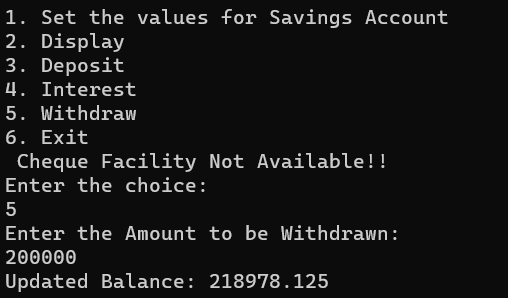 1. Set the values for Savings Account
2. Display
3. Deposit
4. Interest
5. Withdraw
6. Exit
 Cheque Facility Not Available!!
Enter the choice:
5
Enter the Amount to be Withdrawn:
200000
Updated Balance: 218978.125